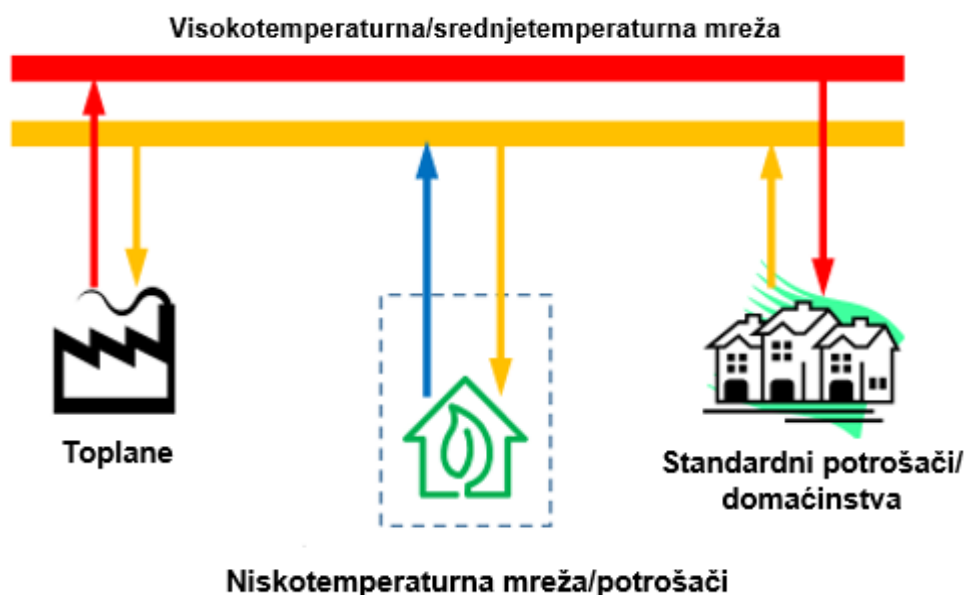 Visokotemperaturna/srednjetemperaturna mreža
Toplane
Standardni potrošači/
domaćinstva
Niskotemperaturna mreža/potrošači